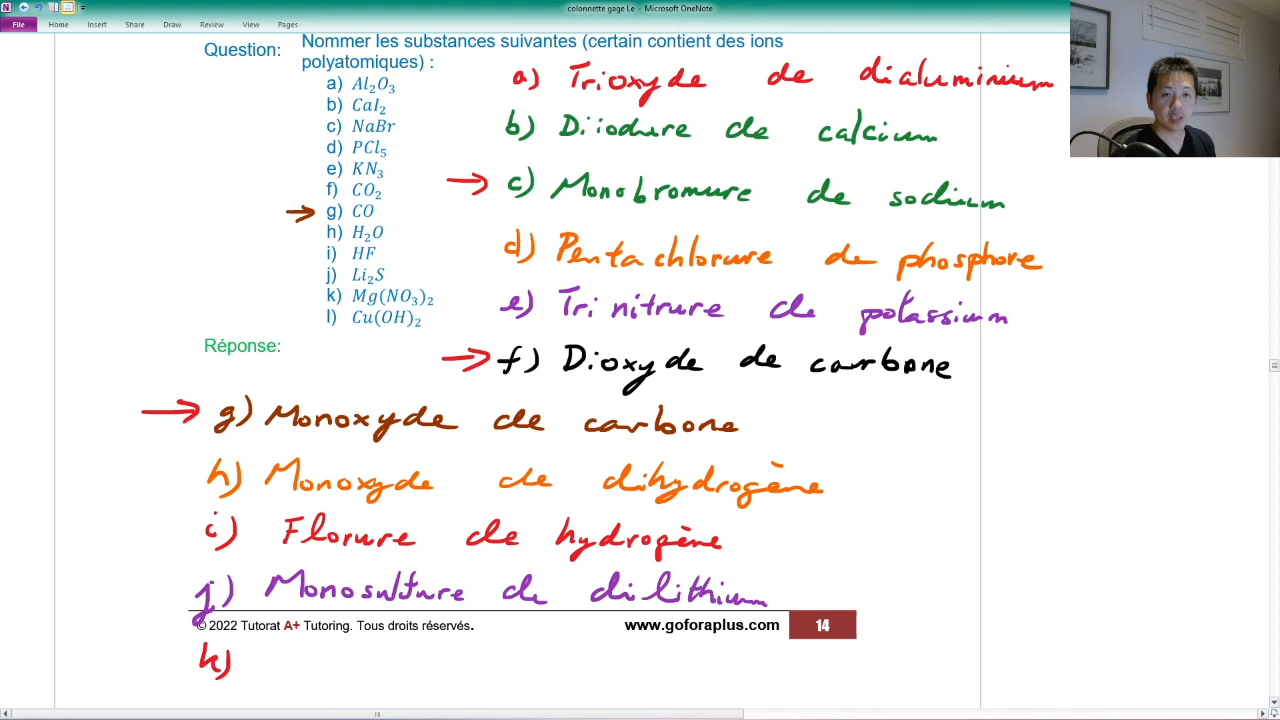 colonnette gage Le - Microsoft OneNote
File Home Insert Share Draw Review View Pages
Question: Nommer les substances suivantes (certain contient des ions
polyatomiques) :
a) Al₂O₃
b) CaI₂
c) NaBr
d) PCl₅
e) KN₃
f) CO₂
g) CO
h) H₂O
i) HF
j) Li₂S
k) Mg(NO₃)₂
l) Cu(OH)₂
Réponse:
a) Trioxyde de dialuminium
b) Diiodure de calcium
→ c) Monobromure de sodium
d) Pentachlorure de phosphore
e) Trinitrure de potassium
→ f) Dioxyde de carbone
→ g) Monoxyde de carbone
h) Monoxyde de dihydrogène
i) Florure de hydrogène
j) Monosulfure de dilithium
© 2022 Tutorat A+ Tutoring. Tous droits réservés. www.goforaplus.com 14
k)